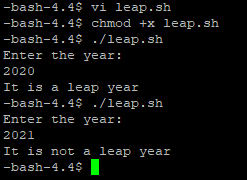 -bash-4.4$ vi leap.sh
-bash-4.4$ chmod +x leap.sh
-bash-4.4$ ./leap.sh
Enter the year:
2020
It is a leap year
-bash-4.4$ ./leap.sh
Enter the year:
2021
It is not a leap year
-bash-4.4$